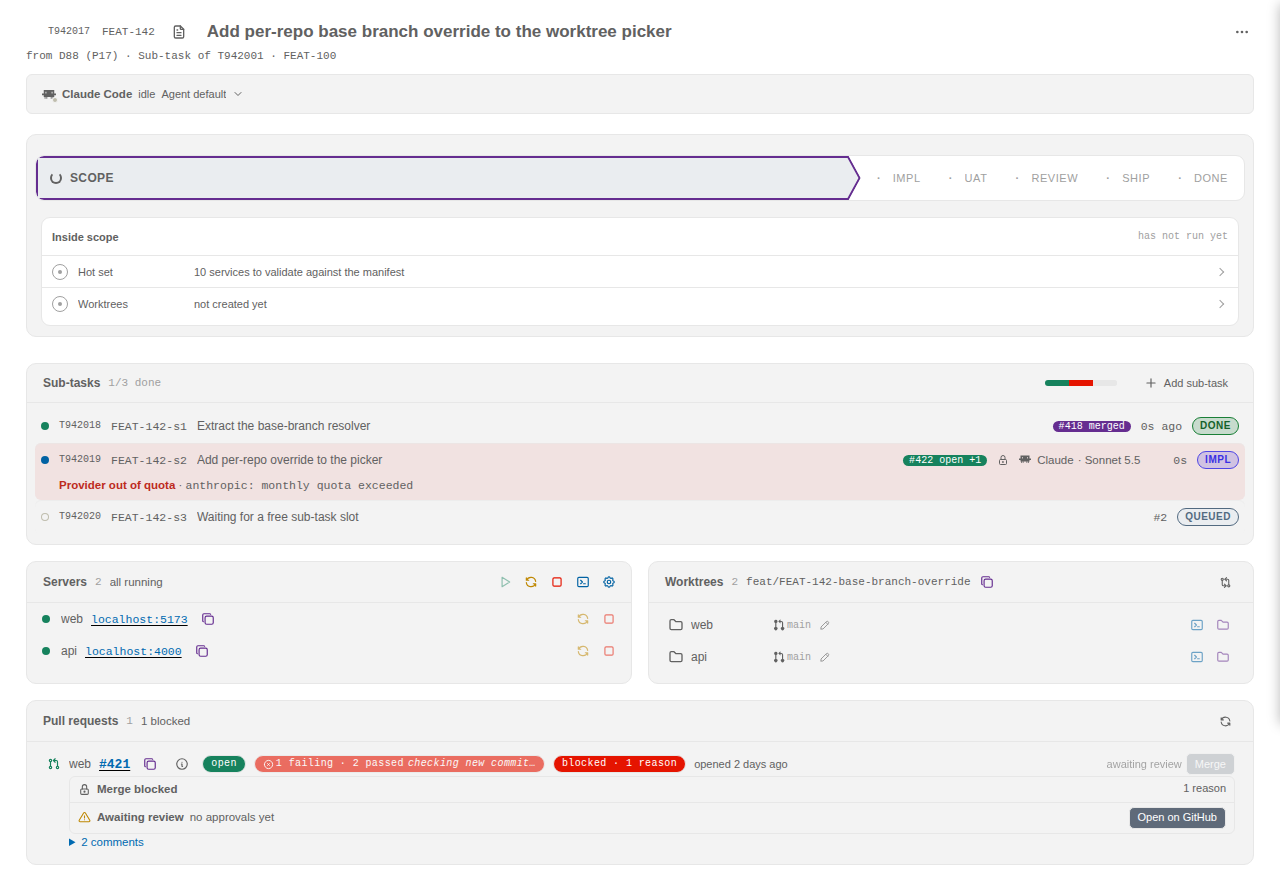 T942017 FEAT-142 Add per-repo base branch override to the worktree picker
from D88 (P17) · Sub-task of T942001 · FEAT-100
Claude Code idle Agent default
SCOPE · IMPL · UAT · REVIEW · SHIP · DONE
Inside scope has not run yet
Hot set 10 services to validate against the manifest
Worktrees not created yet
Sub-tasks 1/3 done Add sub-task
T942018 FEAT-142-s1 Extract the base-branch resolver #418 merged 0s ago DONE
T942019 FEAT-142-s2 Add per-repo override to the picker #422 open +1 Claude · Sonnet 5.5 0s IMPL
Provider out of quota · anthropic: monthly quota exceeded
T942020 FEAT-142-s3 Waiting for a free sub-task slot #2 QUEUED
Servers 2 all running
web localhost:5173
api localhost:4000
Worktrees 2 feat/FEAT-142-base-branch-override
web main
api main
Pull requests 1 1 blocked
web #421 open 1 failing · 2 passed checking new commit… blocked · 1 reason opened 2 days ago awaiting review Merge
Merge blocked 1 reason
Awaiting review no approvals yet Open on GitHub
2 comments